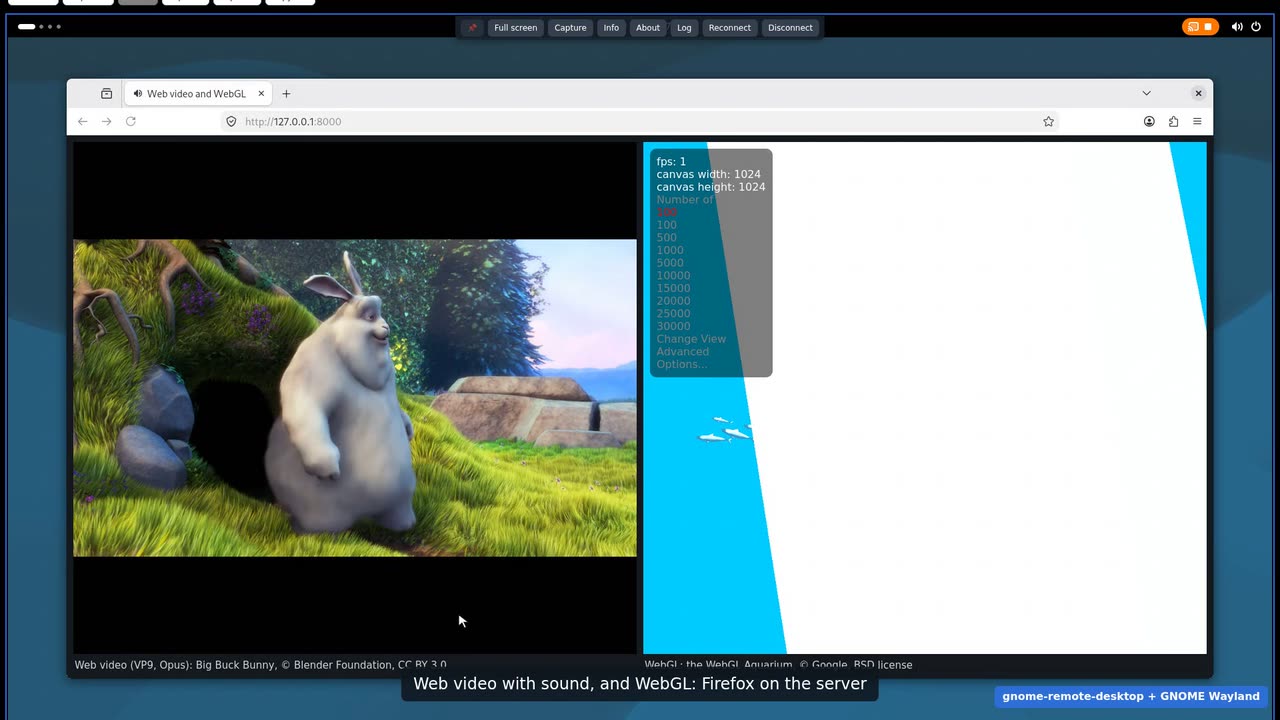 Full screen
Capture
Info
About
Log
Reconnect
Disconnect
Web video and WebGL
http://127.0.0.1:8000
fps: 1
canvas width: 1024
canvas height: 1024
Number of
100
500
1000
5000
10000
15000
20000
25000
30000
Change View
Advanced
Options...
Web video (VP9, Opus): Big Buck Bunny, © Blender Foundation, CC BY 3.0
WebGL: the WebGL Aquarium, © Google, BSD license
Web video with sound, and WebGL: Firefox on the server
gnome-remote-desktop + GNOME Wayland